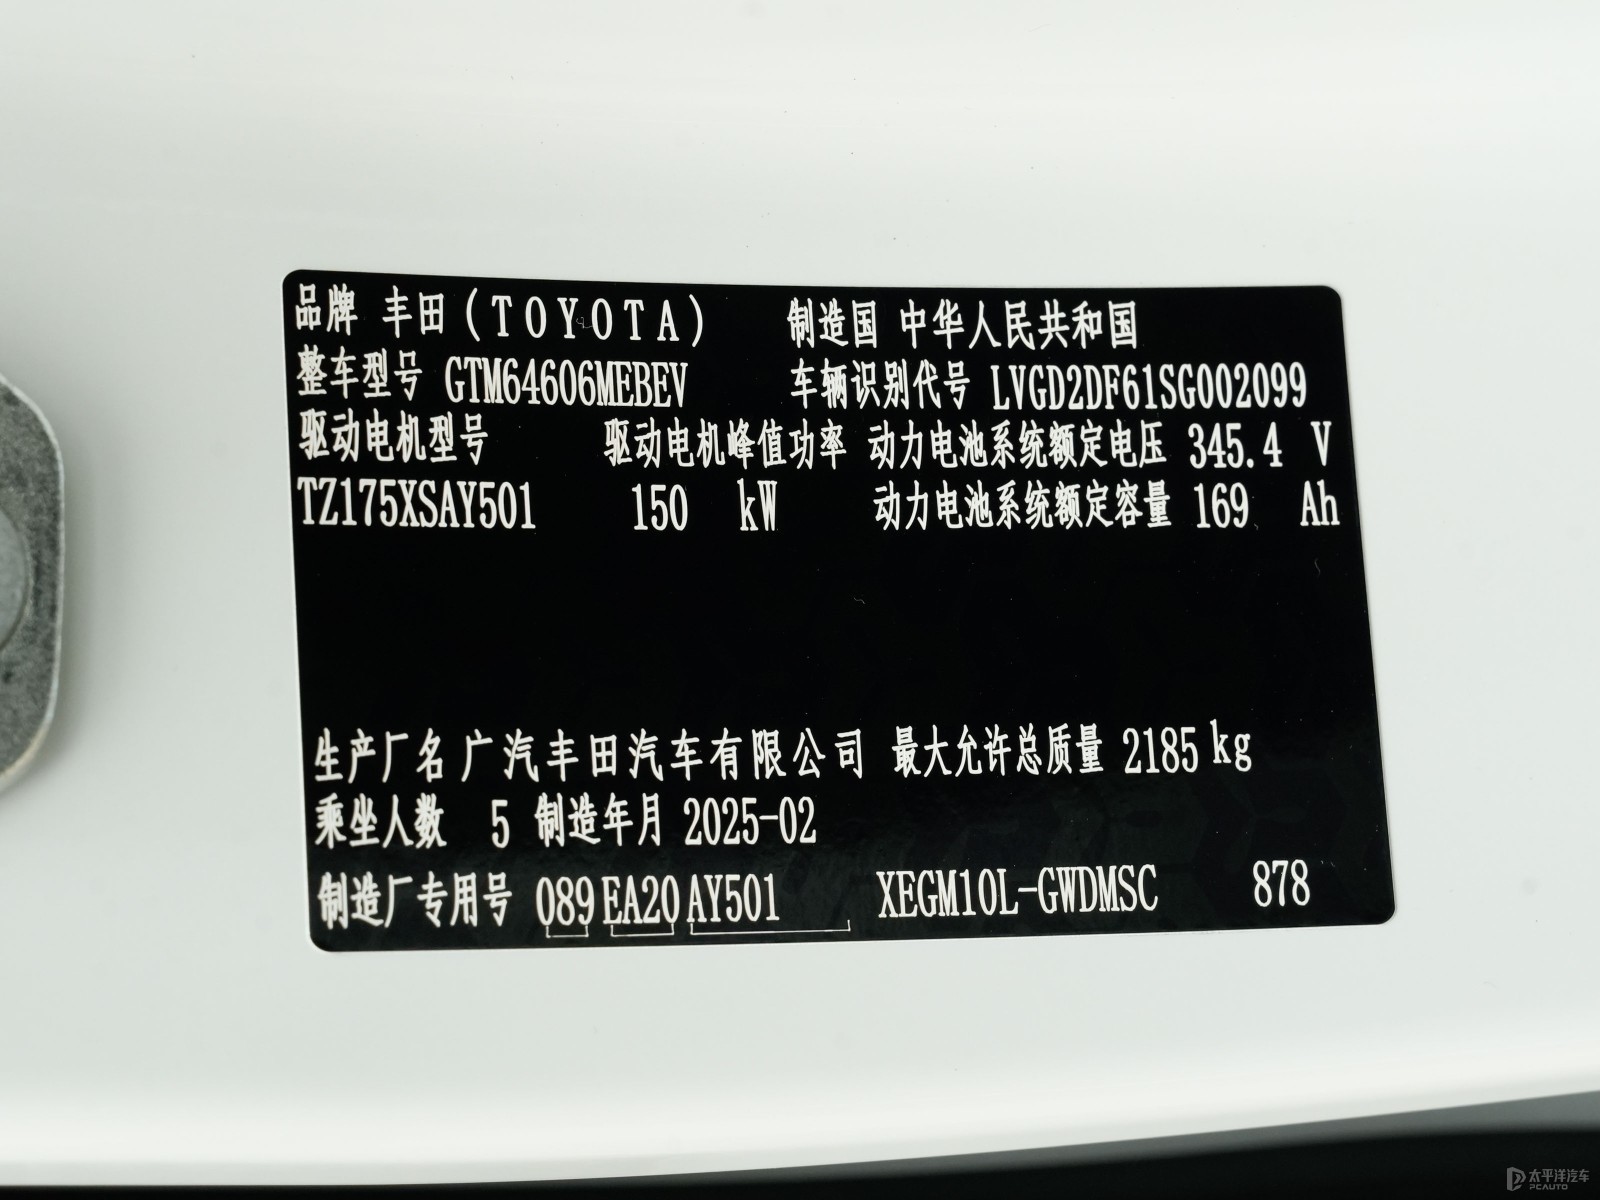 品牌 丰田(TOYOTA) 制造国 中华人民共和国
整车型号 GTM64606MEBEV 车辆识别代号 LVGD2DF61SG002099
驱动电机型号 驱动电机峰值功率 动力电池系统额定电压 345.4 V
TZ175XSAY501 150 kW 动力电池系统额定容量 169 Ah
生产厂名 广汽丰田汽车有限公司 最大允许总质量 2185 kg
乘坐人数 5 制造年月 2025-02
制造厂专用号 089 EA20 AY501 XEGM10L-GWDMSC 878
太平洋汽车
PCAUTO